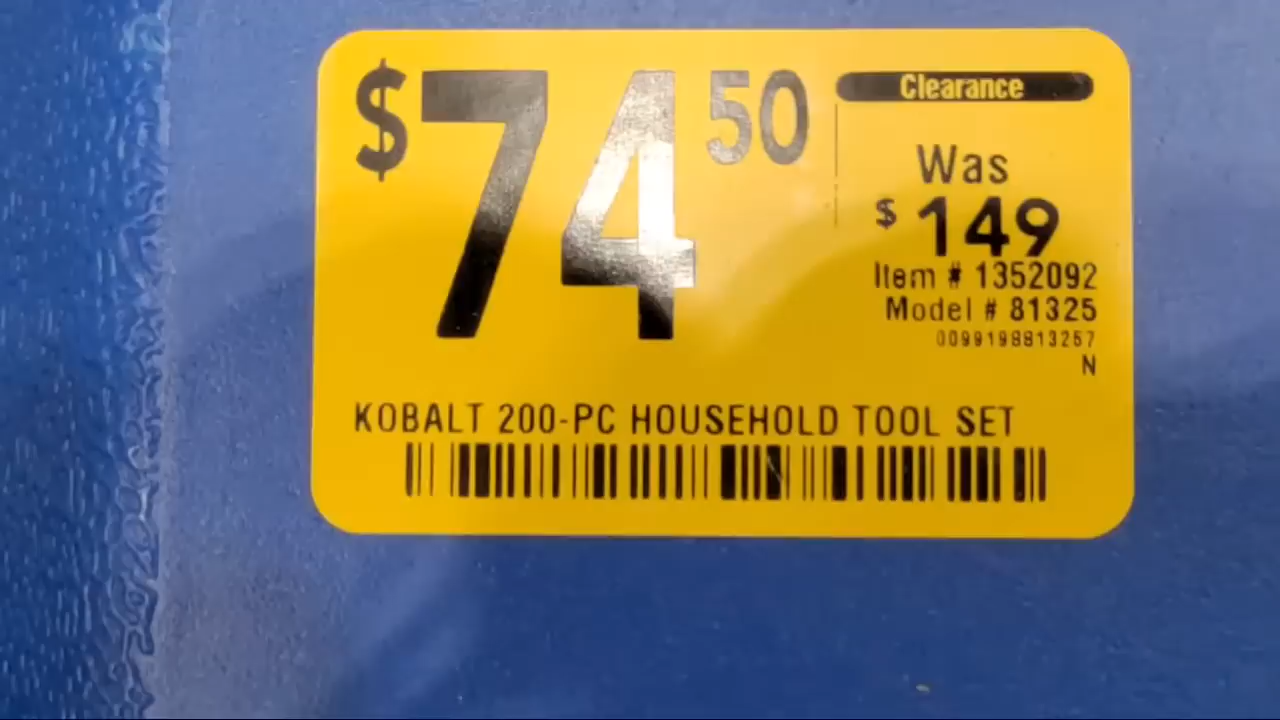 $74.50
Clearance
Was
$149
Item # 1352092
Model # 81325
0099198813257
N
KOBALT 200-PC HOUSEHOLD TOOL SET